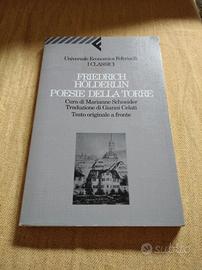 Universale Economica Feltrinelli
I CLASSICI
FRIEDRICH
HÖLDERLIN
POESIE DELLA TORRE
Cura di Marianne Schneider
Traduzione di Gianni Celati
Testo originale a fronte
subito